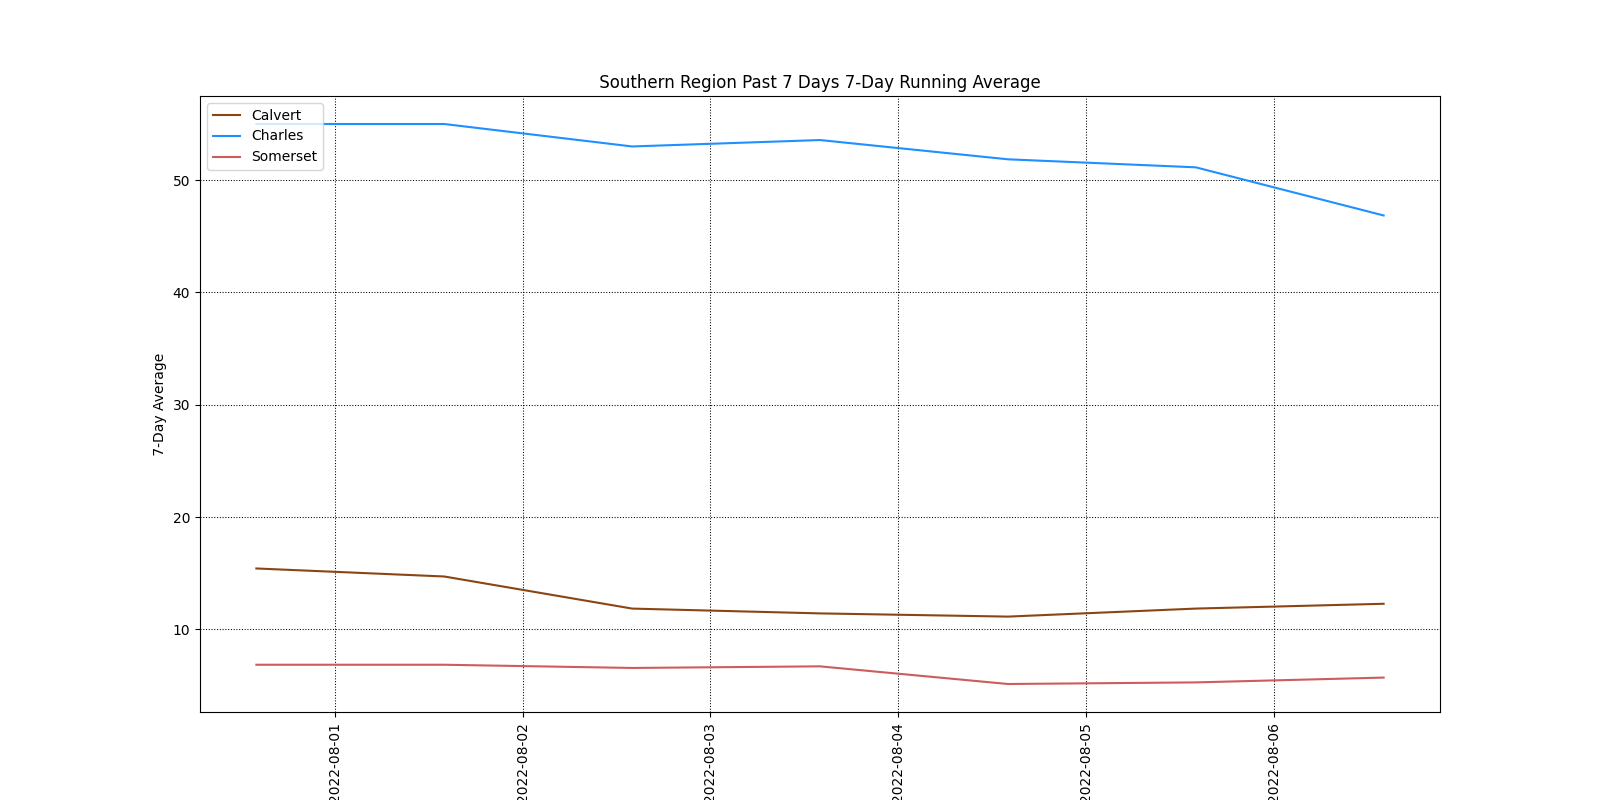 Southern Region Past 7 Days 7-Day Running Average
Calvert
Charles
Somerset
7-Day Average
50
40
30
20
10
2022-08-01
2022-08-02
2022-08-03
2022-08-04
2022-08-05
2022-08-06